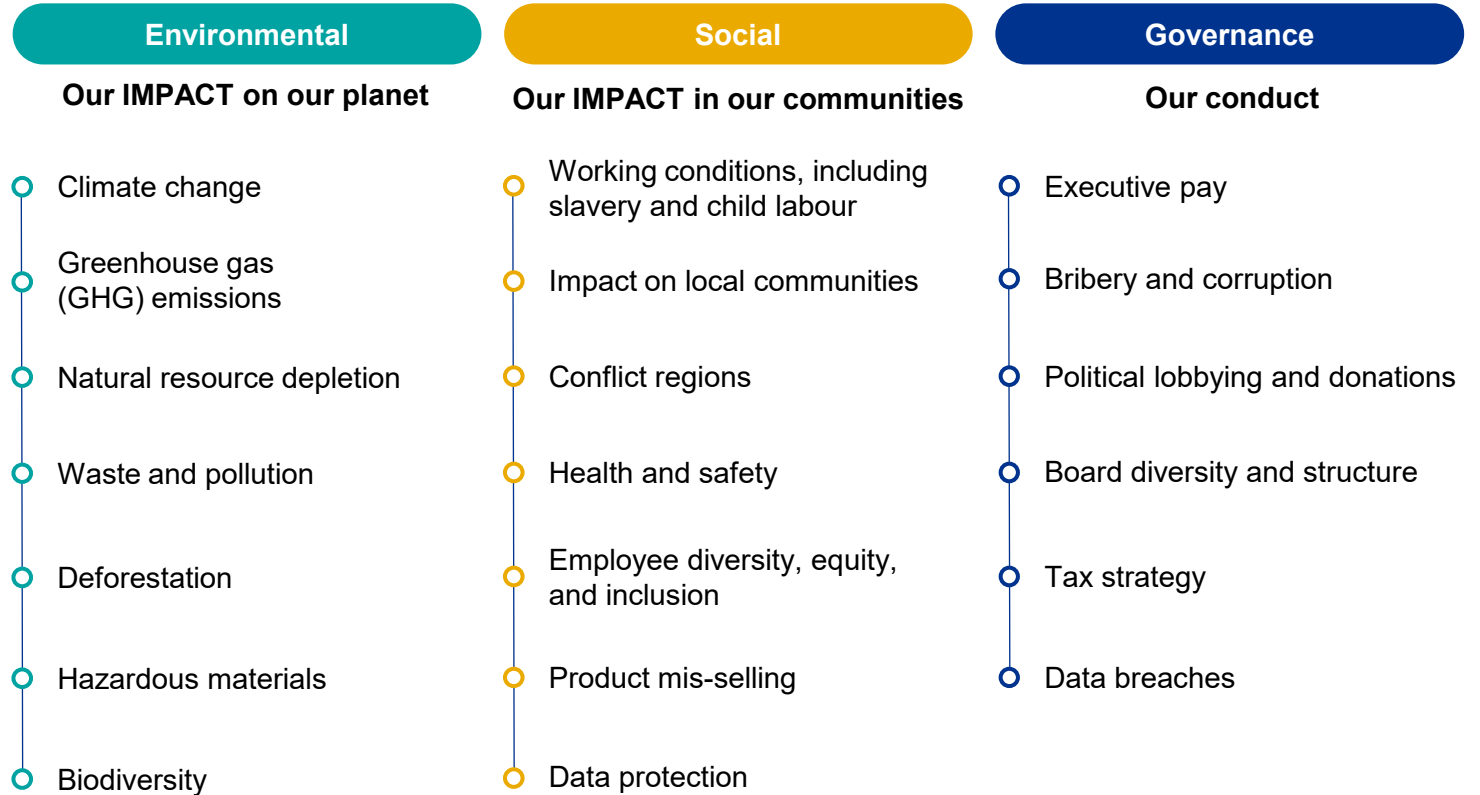 Environmental
Our IMPACT on our planet
Climate change
Greenhouse gas
(GHG) emissions
Natural resource depletion
Waste and pollution
Deforestation
Hazardous materials
Biodiversity
Social
Our IMPACT in our communities
Working conditions, including
slavery and child labour
Impact on local communities
Conflict regions
Health and safety
Employee diversity, equity,
and inclusion
Product mis-selling
Data protection
Governance
Our conduct
Executive pay
Bribery and corruption
Political lobbying and donations
Board diversity and structure
Tax strategy
Data breaches